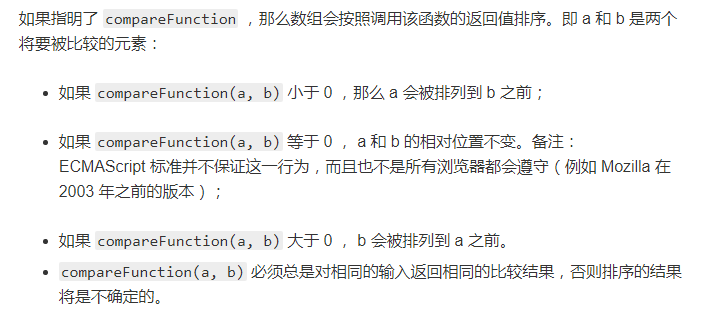 如果指明了 compareFunction ，那么数组会按照调用该函数的返回值排序。即 a 和 b 是两个
将要被比较的元素：
如果 compareFunction(a, b) 小于 0 ，那么 a 会被排列到 b 之前；
如果 compareFunction(a, b) 等于 0 ， a 和 b 的相对位置不变。备注：
ECMAScript 标准并不保证这一行为，而且也不是所有浏览器都会遵守（例如 Mozilla 在
2003 年之前的版本）；
如果 compareFunction(a, b) 大于 0 ， b 会被排列到 a 之前。
compareFunction(a, b) 必须总是对相同的输入返回相同的比较结果，否则排序的结果
将是不确定的。